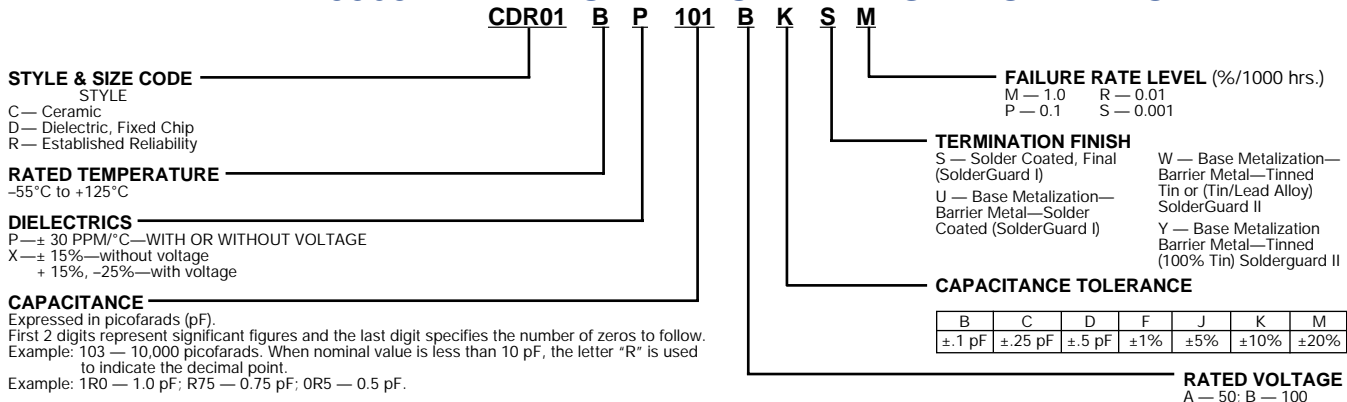 CDR01 B P 101 B K S M
STYLE & SIZE CODE
STYLE
C— Ceramic
D— Dielectric, Fixed Chip
R— Established Reliability
RATED TEMPERATURE
–55°C to +125°C
DIELECTRICS
P—± 30 PPM/°C—WITH OR WITHOUT VOLTAGE
X—± 15%—without voltage
+ 15%, –25%—with voltage
CAPACITANCE
Expressed in picofarads (pF).
First 2 digits represent significant figures and the last digit specifies the number of zeros to follow.
Example: 103 — 10,000 picofarads. When nominal value is less than 10 pF, the letter “R” is used
to indicate the decimal point.
Example: 1R0 — 1.0 pF; R75 — 0.75 pF; 0R5 — 0.5 pF.
FAILURE RATE LEVEL (%/1000 hrs.)
M — 1.0 R — 0.01
P — 0.1 S — 0.001
TERMINATION FINISH
S — Solder Coated, Final
(SolderGuard I)
U — Base Metalization—
Barrier Metal—Solder
Coated (SolderGuard I)
W — Base Metalization—
Barrier Metal—Tinned
Tin or (Tin/Lead Alloy)
SolderGuard II
Y — Base Metalization
Barrier Metal—Tinned
(100% Tin) Solderguard II
CAPACITANCE TOLERANCE
B C D F J K M
±.1 pF ±.25 pF ±.5 pF ±1% ±5% ±10% ±20%
RATED VOLTAGE
A — 50; B — 100